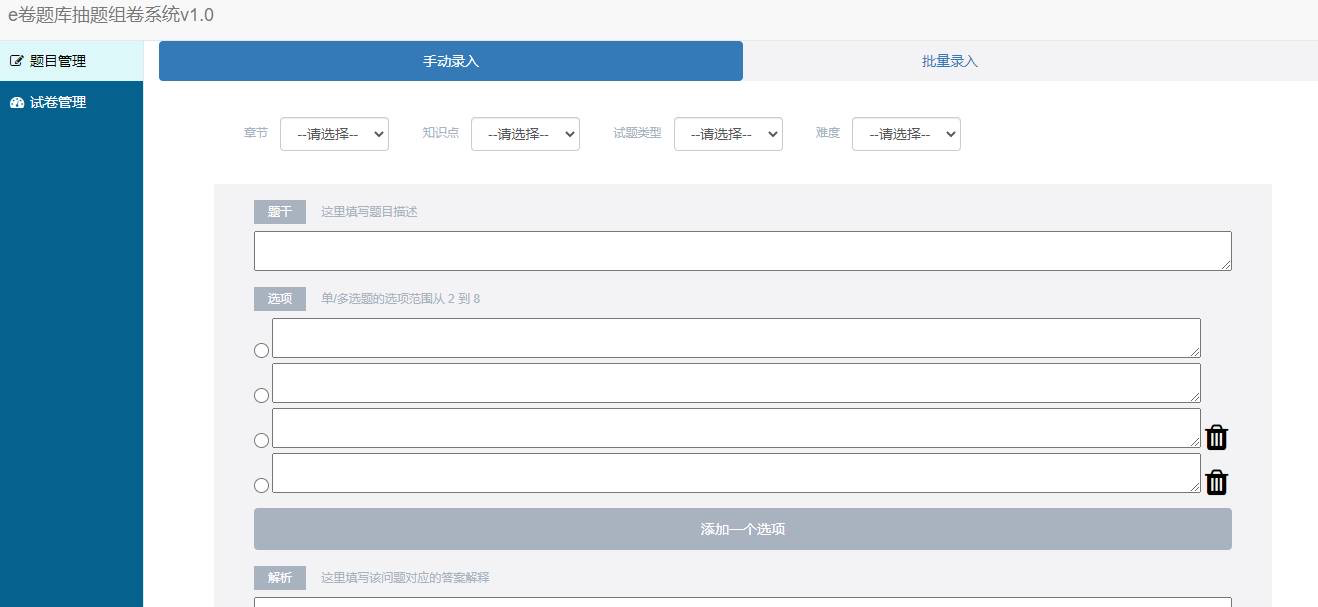 e卷题库抽题组卷系统v1.0
题目管理
手动录入 批量录入
试卷管理
章节 --请选择-- 知识点 --请选择-- 试题类型 --请选择-- 难度 --请选择--
题干 这里填写题目描述
选项 单/多选题的选项范围从 2 到 8
添加一个选项
解析 这里填写该问题对应的答案解释